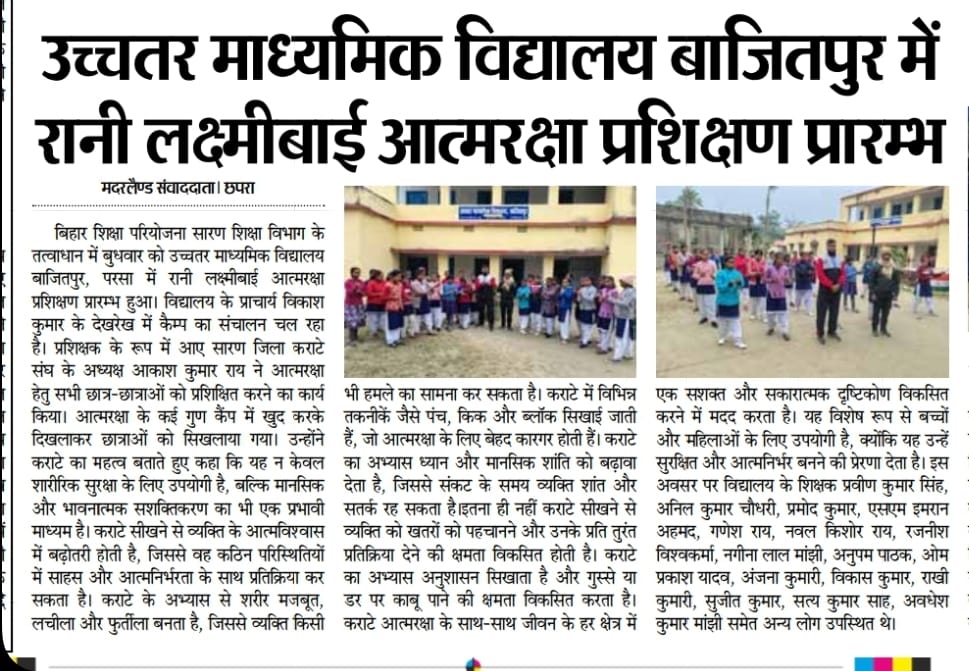 उच्चतर माध्यमिक विद्यालय बाजितपुर में
रानी लक्ष्मीबाई आत्मरक्षा प्रशिक्षण प्रारम्भ
मदरलैण्ड संवाददाता। छपरा
बिहार शिक्षा परियोजना सारण शिक्षा विभाग के
तत्वाधान में बुधवार को उच्चतर माध्यमिक विद्यालय
बाजितपुर, परसा में रानी लक्ष्मीबाई आत्मरक्षा
प्रशिक्षण प्रारम्भ हुआ। विद्यालय के प्राचार्य विकाश
कुमार के देखरेख में कैम्प का संचालन चल रहा
है। प्रशिक्षक के रूप में आए सारण जिला कराटे
संघ के अध्यक्ष आकाश कुमार राय ने आत्मरक्षा
हेतु सभी छात्र-छात्राओं को प्रशिक्षित करने का कार्य
किया। आत्मरक्षा के कई गुण कैंप में खुद करके
दिखलाकर छात्राओं को सिखलाया गया। उन्होंने
कराटे का महत्व बताते हुए कहा कि यह न केवल
शारीरिक सुरक्षा के लिए उपयोगी है, बल्कि मानसिक
और भावनात्मक सशक्तिकरण का भी एक प्रभावी
माध्यम है। कराटे सीखने से व्यक्ति के आत्मविश्वास
में बढ़ोतरी होती है, जिससे वह कठिन परिस्थितियों
में साहस और आत्मनिर्भरता के साथ प्रतिक्रिया कर
सकता है। कराटे के अभ्यास से शरीर मजबूत,
लचीला और फुर्तीला बनता है, जिससे व्यक्ति किसी
भी हमले का सामना कर सकता है। कराटे में विभिन्न
तकनीकें जैसे पंच, किक और ब्लॉक सिखाई जाती
हैं, जो आत्मरक्षा के लिए बेहद कारगर होती हैं। कराटे
का अभ्यास ध्यान और मानसिक शांति को बढ़ावा
देता है, जिससे संकट के समय व्यक्ति शांत और
सतर्क रह सकता है।इतना ही नहीं कराटे सीखने से
व्यक्ति को खतरों को पहचानने और उनके प्रति तुरंत
प्रतिक्रिया देने की क्षमता विकसित होती है। कराटे
का अभ्यास अनुशासन सिखाता है और गुस्से या
डर पर काबू पाने की क्षमता विकसित करता है।
कराटे आत्मरक्षा के साथ-साथ जीवन के हर क्षेत्र में
एक सशक्त और सकारात्मक दृष्टिकोण विकसित
करने में मदद करता है। यह विशेष रूप से बच्चों
और महिलाओं के लिए उपयोगी है, क्योंकि यह उन्हें
सुरक्षित और आत्मनिर्भर बनने की प्रेरणा देता है। इस
अवसर पर विद्यालय के शिक्षक प्रवीण कुमार सिंह,
अनिल कुमार चौधरी, प्रमोद कुमार, एसएम इमरान
अहमद, गणेश राय, नवल किशोर राय, रजनीश
विश्वकर्मा, नगीना लाल मांझी, अनुपम पाठक, ओम
प्रकाश यादव, अंजना कुमारी, विकास कुमार, राखी
कुमारी, सुजीत कुमार, सत्य कुमार साह, अवधेश
कुमार मांझी समेत अन्य लोग उपस्थित थे।